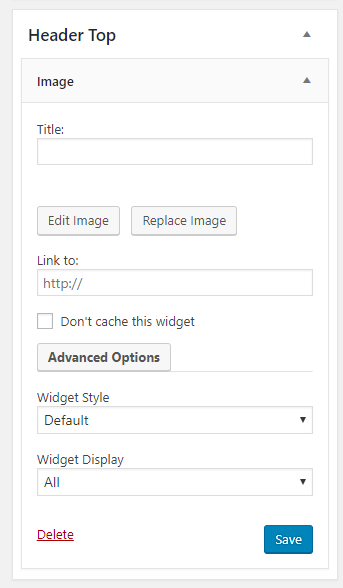 Header Top
Image
Title:
Edit Image Replace Image
Link to:
http://
Don't cache this widget
Advanced Options
Widget Style
Default
Widget Display
All
Delete Save